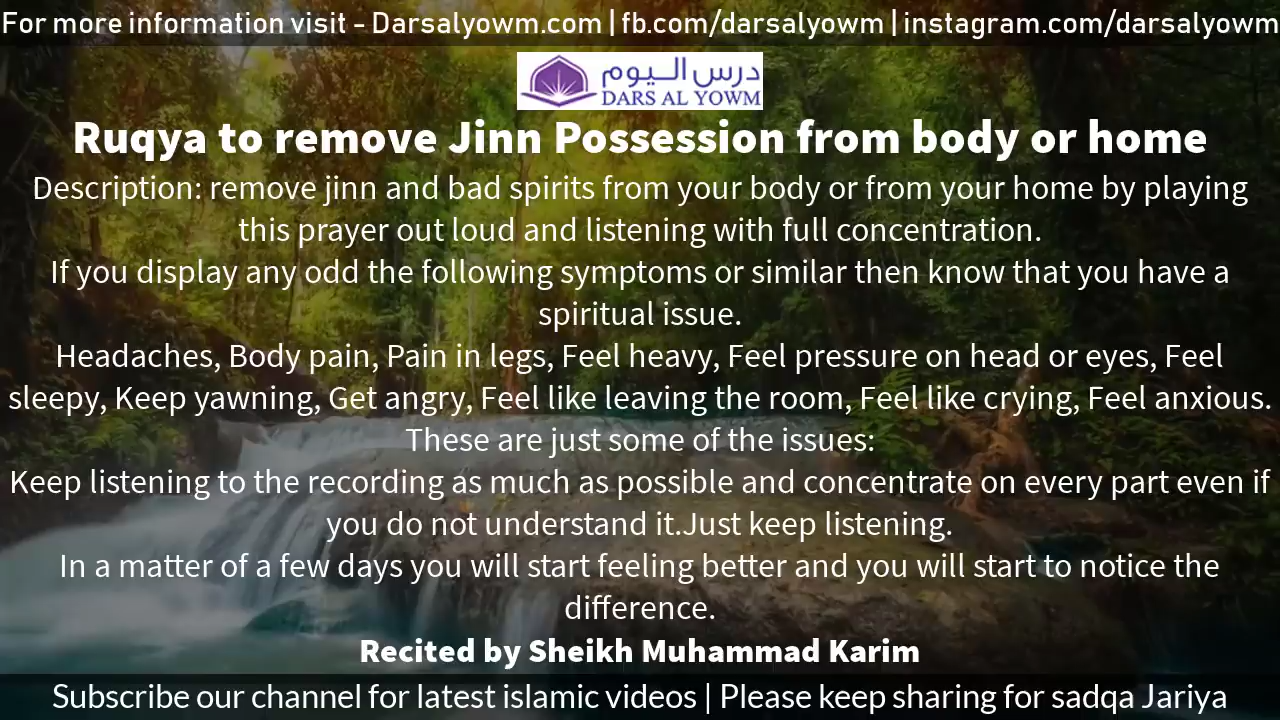 For more information visit - Darsalyowm.com | fb.com/darsalyowm | instagram.com/darsalyowm
درس اليوم
DARS AL YOWM
Ruqya to remove Jinn Possession from body or home
Description: remove jinn and bad spirits from your body or from your home by playing
this prayer out loud and listening with full concentration.
If you display any odd the following symptoms or similar then know that you have a
spiritual issue.
Headaches, Body pain, Pain in legs, Feel heavy, Feel pressure on head or eyes, Feel
sleepy, Keep yawning, Get angry, Feel like leaving the room, Feel like crying, Feel anxious.
These are just some of the issues:
Keep listening to the recording as much as possible and concentrate on every part even if
you do not understand it.Just keep listening.
In a matter of a few days you will start feeling better and you will start to notice the
difference.
Recited by Sheikh Muhammad Karim
Subscribe our channel for latest islamic videos | Please keep sharing for sadqa Jariya